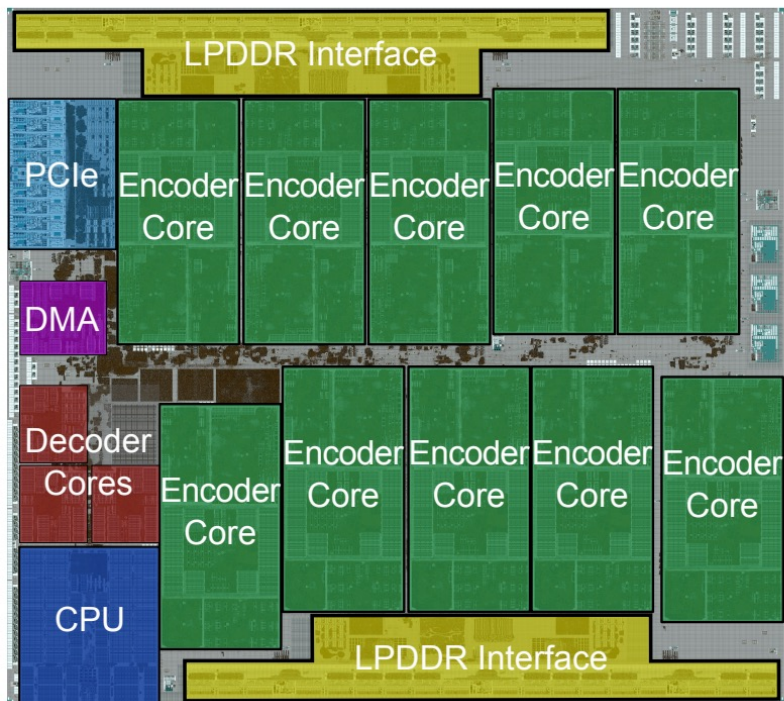 LPDDR Interface
PCIe
Encoder
Core
Encoder
Core
Encoder
Core
Encoder
Core
Encoder
Core
DMA
Decoder
Cores
Encoder
Core
Encoder
Core
Encoder
Core
Encoder
Core
Encoder
Core
CPU
LPDDR Interface